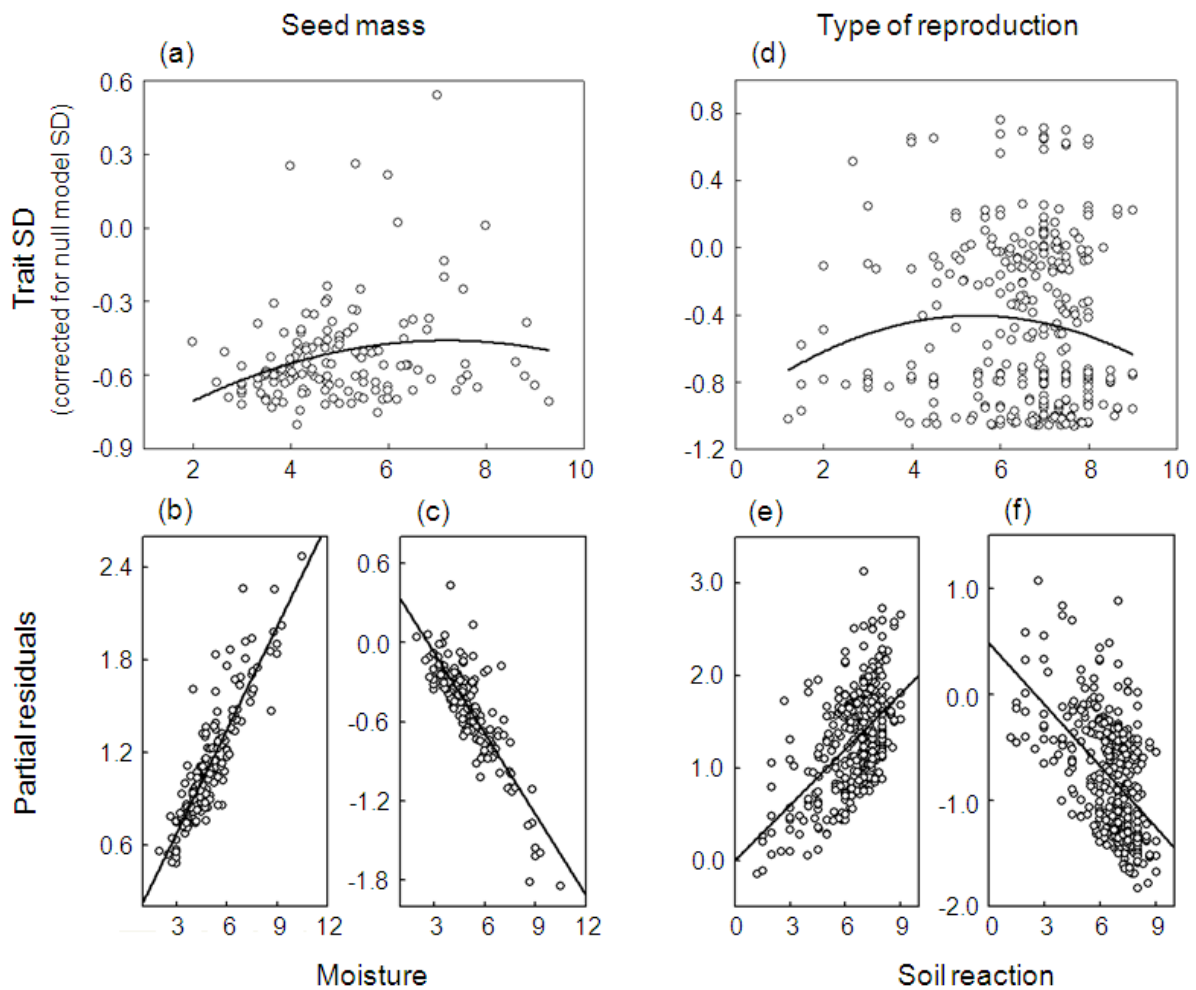 Seed mass
Type of reproduction
(a)
(d)
Trait SD
(corrected for null model SD)
0.6
0.3
0.0
-0.3
-0.6
-0.9
2 4 6 8 10
0.8
0.4
0.0
-0.4
-0.8
-1.2
0 2 4 6 8 10
(b)
(c)
(e)
(f)
Partial residuals
2.4
1.8
1.2
0.6
3 6 9 12
0.6
0.0
-0.6
-1.2
-1.8
3 6 9 12
3.0
2.0
1.0
0.0
0 3 6 9
1.0
0.0
-1.0
-2.0
0 3 6 9
Moisture
Soil reaction